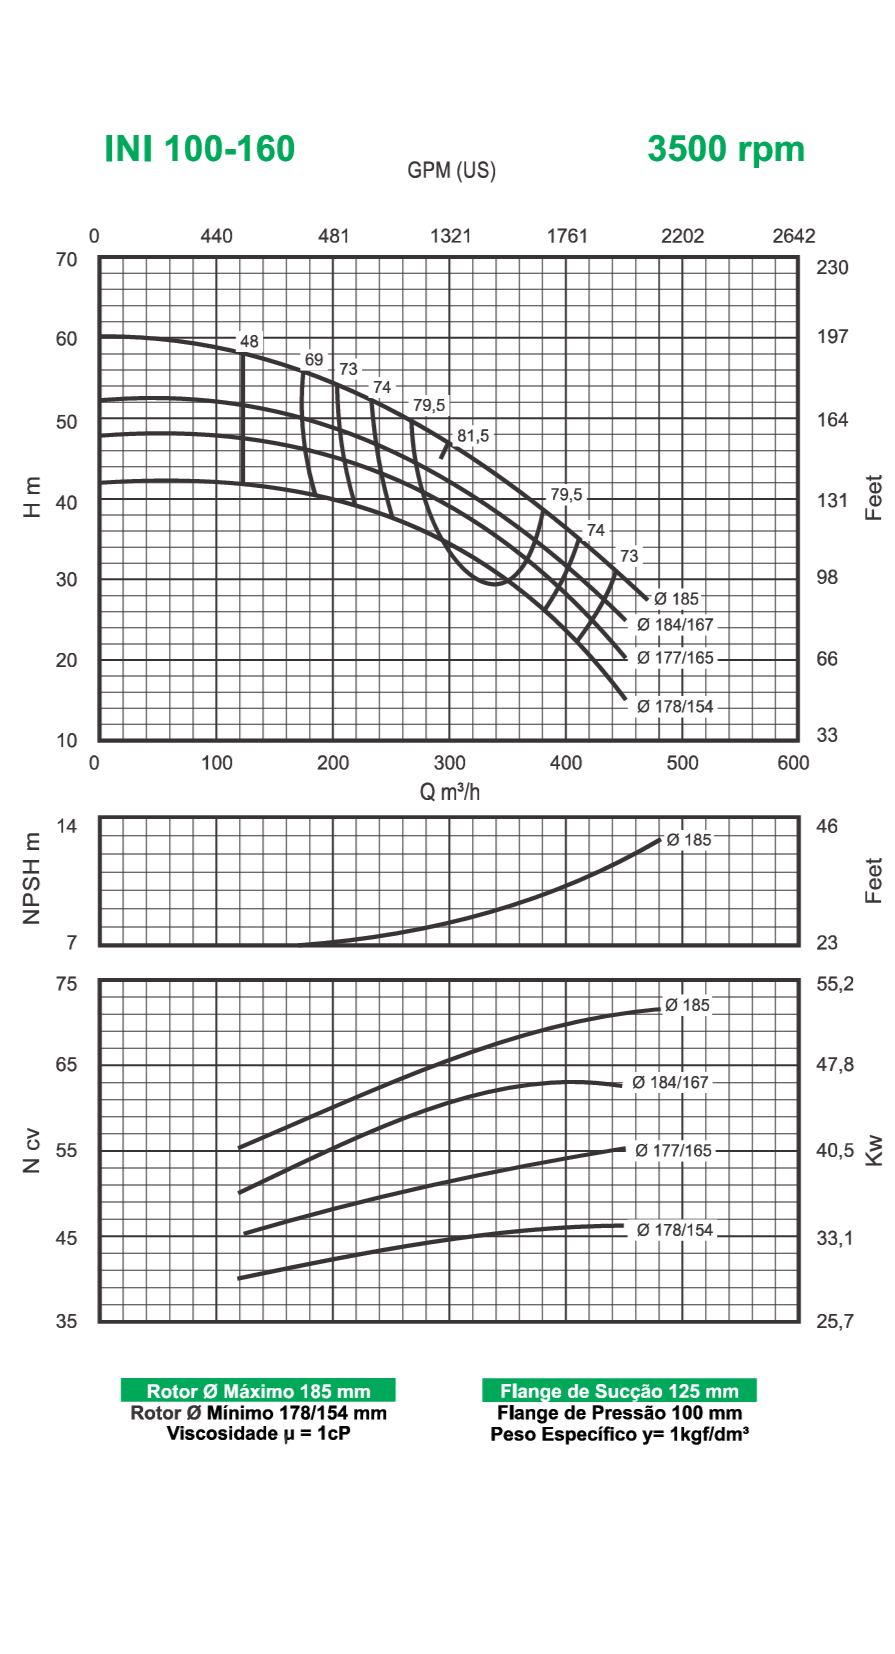 INI 100-160 3500 rpm
GPM (US)
0 440 481 1321 1761 2202 2642
70 230
60 197
50 164
40 131
30 98
20 66
10 33
H m
Feet
48
69
73
74
79,5
81,5
79,5
74
73
Ø 185
Ø 184/167
Ø 177/165
Ø 178/154
0 100 200 300 400 500 600
Q m³/h
14 46
7 23
NPSH m
Feet
Ø 185
75 55,2
65 47,8
55 40,5
45 33,1
35 25,7
N cv
Kw
Ø 185
Ø 184/167
Ø 177/165
Ø 178/154
Rotor Ø Máximo 185 mm
Rotor Ø Mínimo 178/154 mm
Viscosidade µ = 1cP
Flange de Sucção 125 mm
Flange de Pressão 100 mm
Peso Específico y= 1kgf/dm³